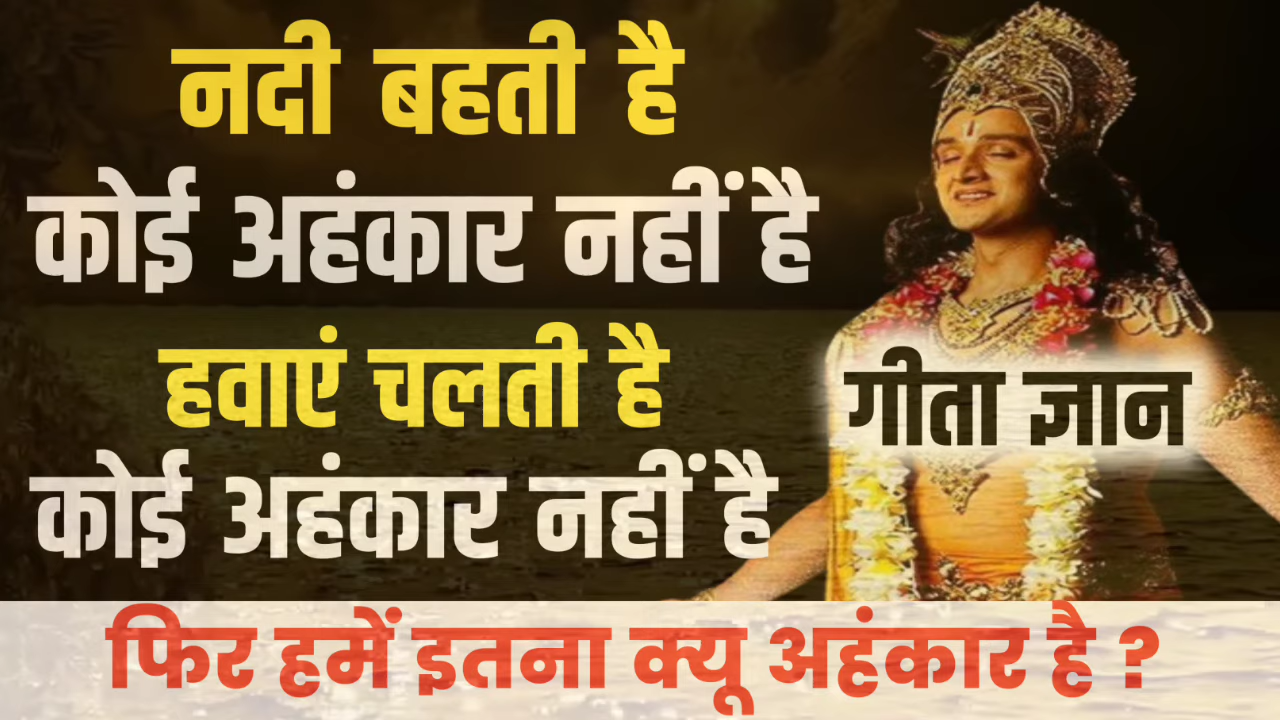 नदी बहती है
कोई अहंकार नहीं है
हवाएं चलती है
गीता ज्ञान
कोई अहंकार नहीं है
फिर हमें इतना क्यू अहंकार है ?